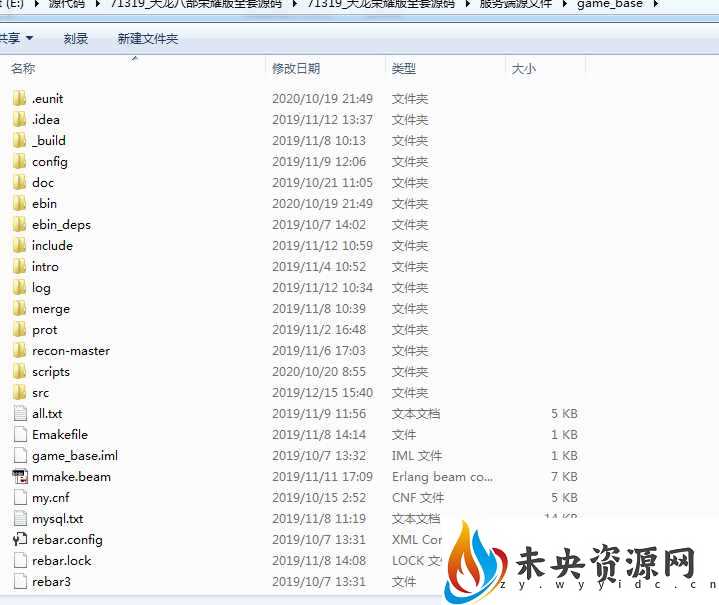 (E:) ▸ 源代码 ▸ 71319_天龙八部荣耀版全套源码 ▸ 71319_天龙荣耀版全套源码 ▸ 服务端源文件 ▸ game_base ▸
共享 刻录 新建文件夹
名称 修改日期 类型 大小
.eunit 2020/10/19 21:49 文件夹
.idea 2019/11/12 13:37 文件夹
_build 2019/11/8 10:13 文件夹
config 2019/11/9 12:06 文件夹
doc 2019/10/21 11:05 文件夹
ebin 2020/10/19 21:49 文件夹
ebin_deps 2019/10/7 14:02 文件夹
include 2019/11/12 10:59 文件夹
intro 2019/11/4 10:52 文件夹
log 2019/11/12 10:34 文件夹
merge 2019/11/8 10:39 文件夹
prot 2019/11/2 16:48 文件夹
recon-master 2019/11/6 17:03 文件夹
scripts 2020/10/20 8:55 文件夹
src 2019/12/15 15:40 文件夹
all.txt 2019/11/9 11:56 文本文档 5 KB
Emakefile 2019/11/8 14:14 文件 1 KB
game_base.iml 2019/10/7 13:32 IML 文件 1 KB
mmake.beam 2019/11/11 17:09 Erlang beam co... 7 KB
my.cnf 2019/10/15 2:52 CNF 文件 5 KB
mysql.txt 2019/11/8 11:19 文本文档 14 KB
rebar.config 2019/10/7 13:31 XML Cor
rebar.lock 2019/11/8 14:08 LOCK 文
rebar3 2019/10/7 13:31 文件
未央资源网
zy.wyyidc.cn